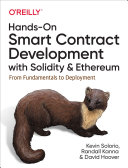 O'REILLY®
Hands-On
Smart Contract
Development
with Solidity & Ethereum
From Fundamentals to Deployment
Kevin Solorio,
Randall Kanna
& David Hoover